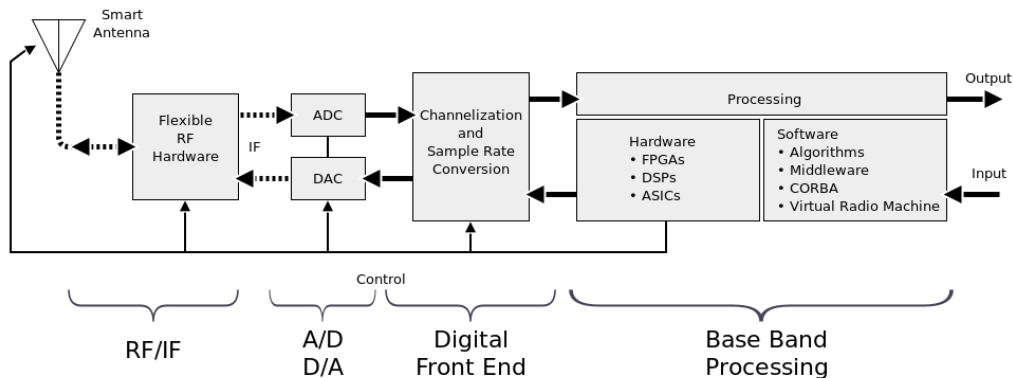 Smart
Antenna
Flexible
RF
Hardware
IF
ADC
DAC
Channelization
and
Sample Rate
Conversion
Processing
Hardware
• FPGAs
• DSPs
• ASICs
Software
• Algorithms
• Middleware
• CORBA
• Virtual Radio Machine
Output
Input
Control
RF/IF
A/D
D/A
Digital
Front End
Base Band
Processing